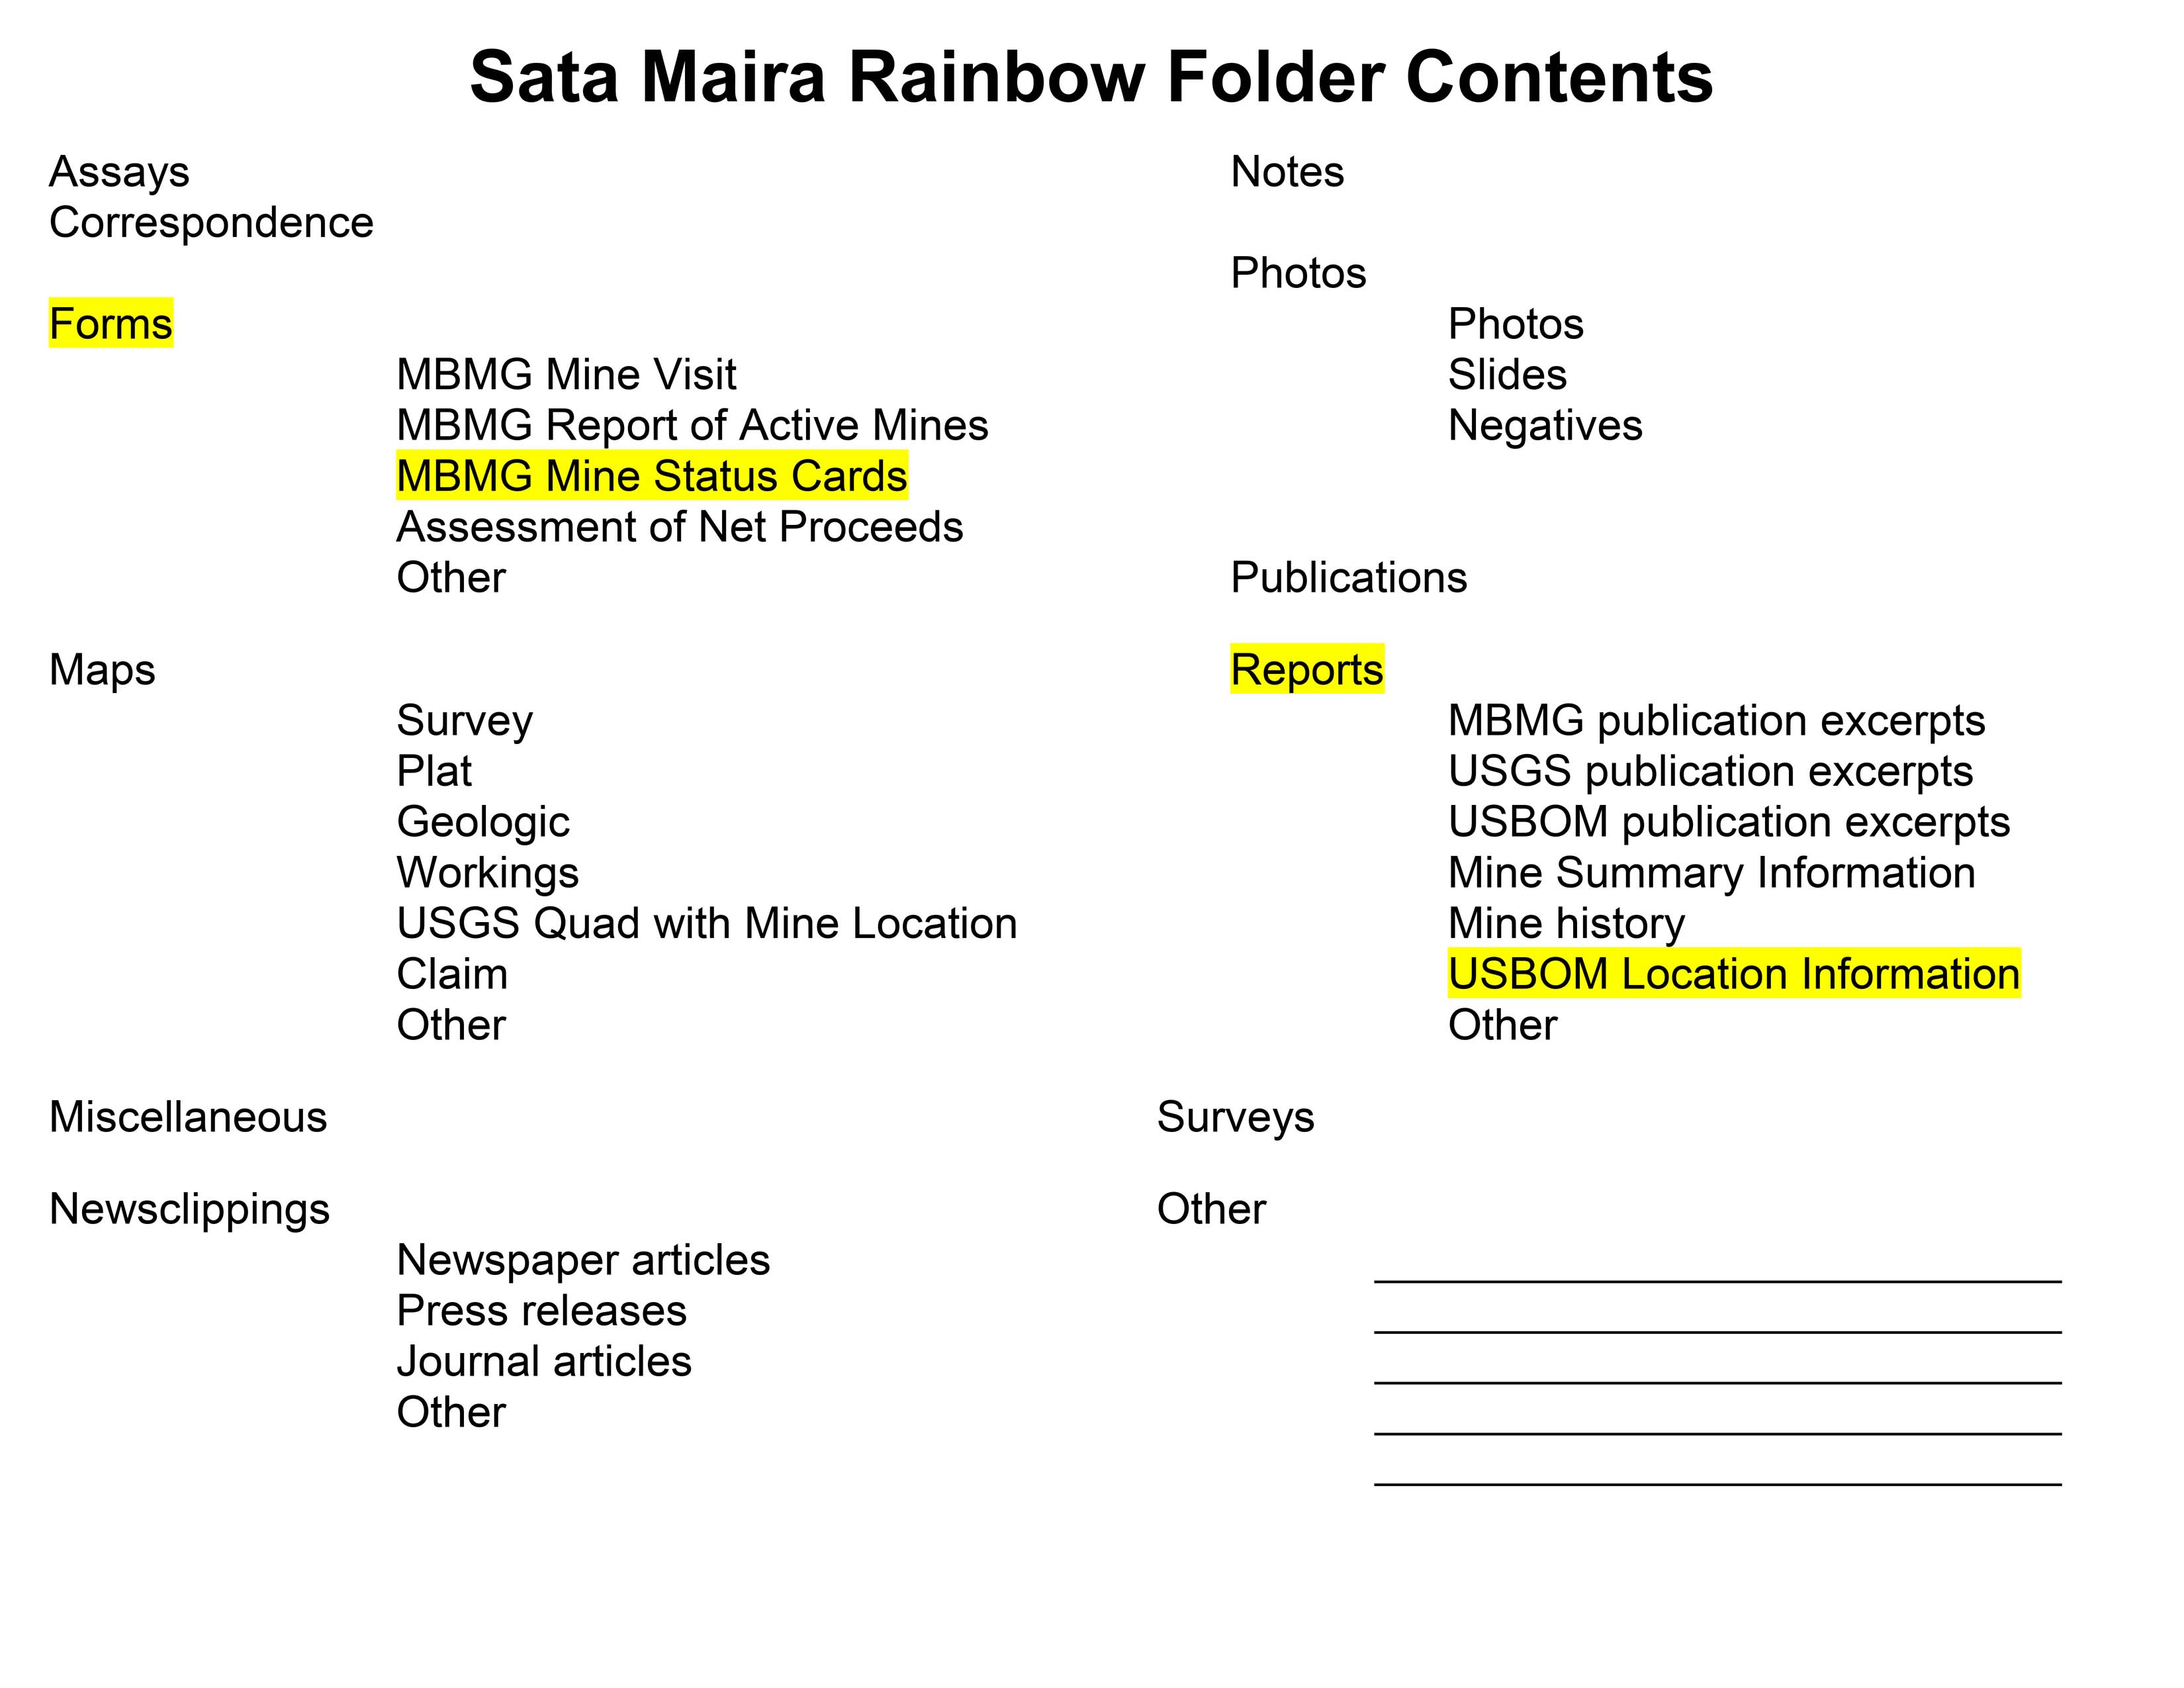 Sata Maira Rainbow Folder Contents
Assays
Correspondence
Forms
MBMG Mine Visit
MBMG Report of Active Mines
MBMG Mine Status Cards
Assessment of Net Proceeds
Other
Maps
Survey
Plat
Geologic
Workings
USGS Quad with Mine Location
Claim
Other
Miscellaneous
Newsclippings
Newspaper articles
Press releases
Journal articles
Other
Notes
Photos
Photos
Slides
Negatives
Publications
Reports
MBMG publication excerpts
USGS publication excerpts
USBOM publication excerpts
Mine Summary Information
Mine history
USBOM Location Information
Other
Surveys
Other